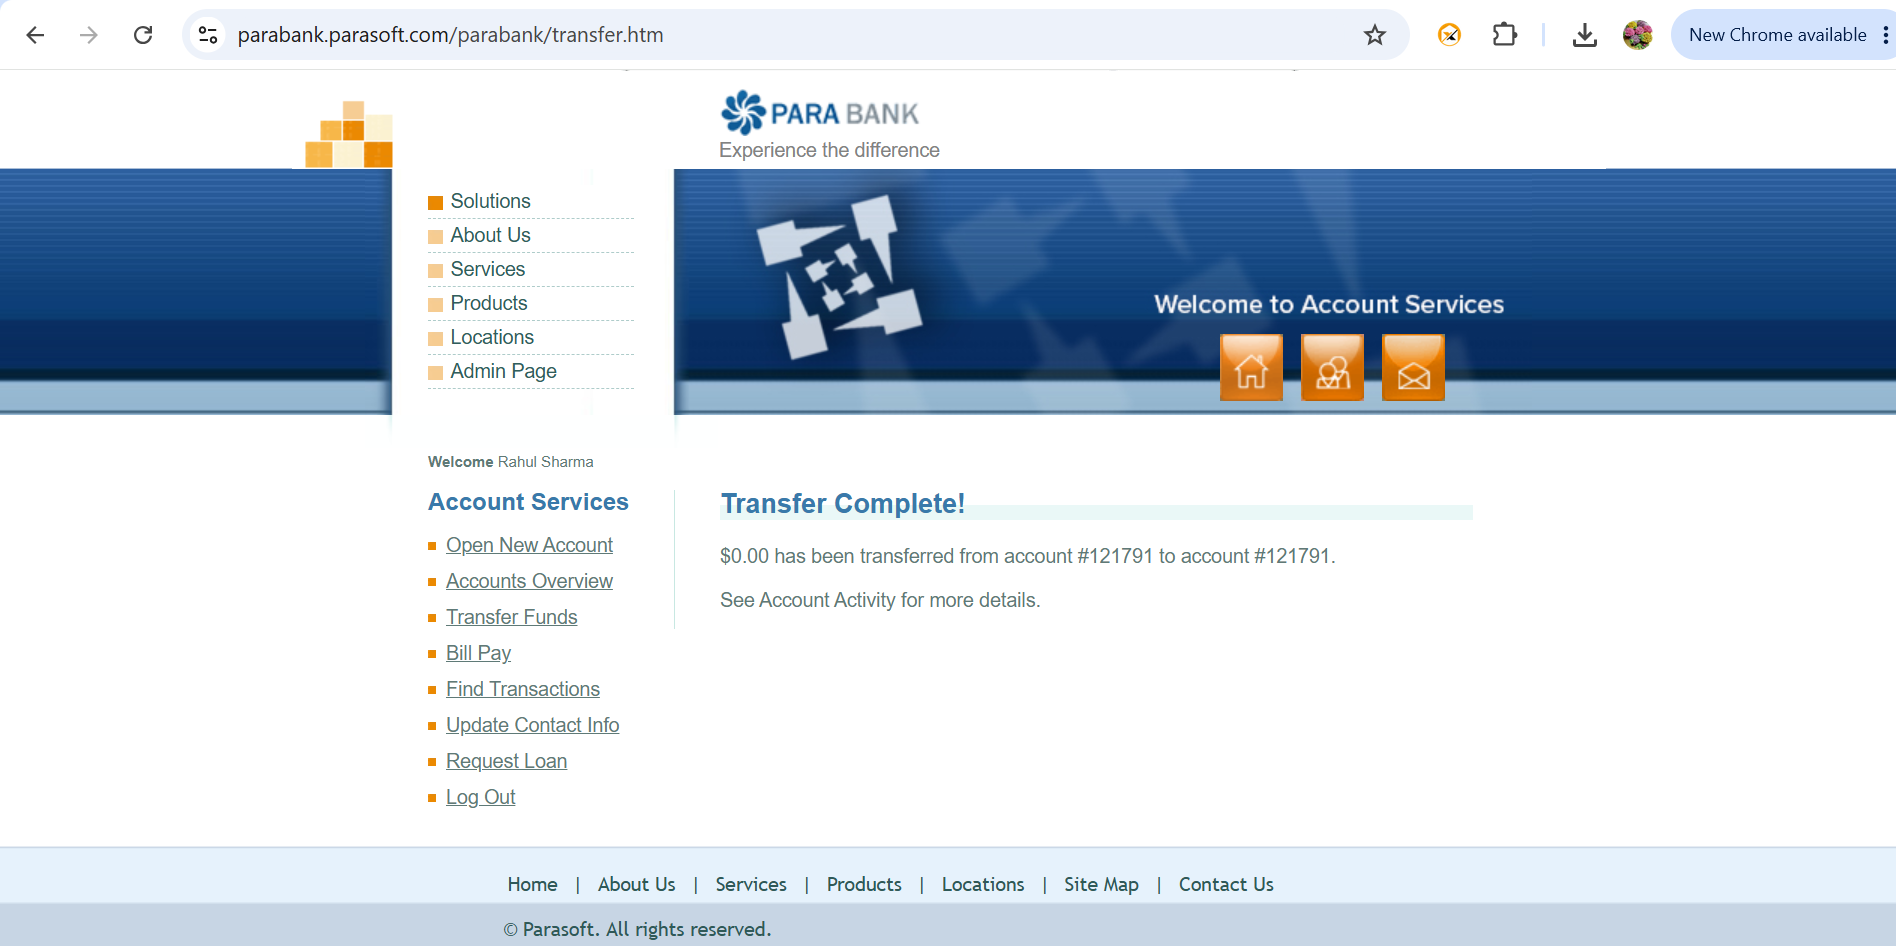 parabank.parasoft.com/parabank/transfer.htm
New Chrome available
PARA BANK
Experience the difference
Solutions
About Us
Services
Products
Locations
Admin Page
Welcome to Account Services
Welcome Rahul Sharma
Account Services
Open New Account
Accounts Overview
Transfer Funds
Bill Pay
Find Transactions
Update Contact Info
Request Loan
Log Out
Transfer Complete!
$0.00 has been transferred from account #121791 to account #121791.
See Account Activity for more details.
Home | About Us | Services | Products | Locations | Site Map | Contact Us
© Parasoft. All rights reserved.